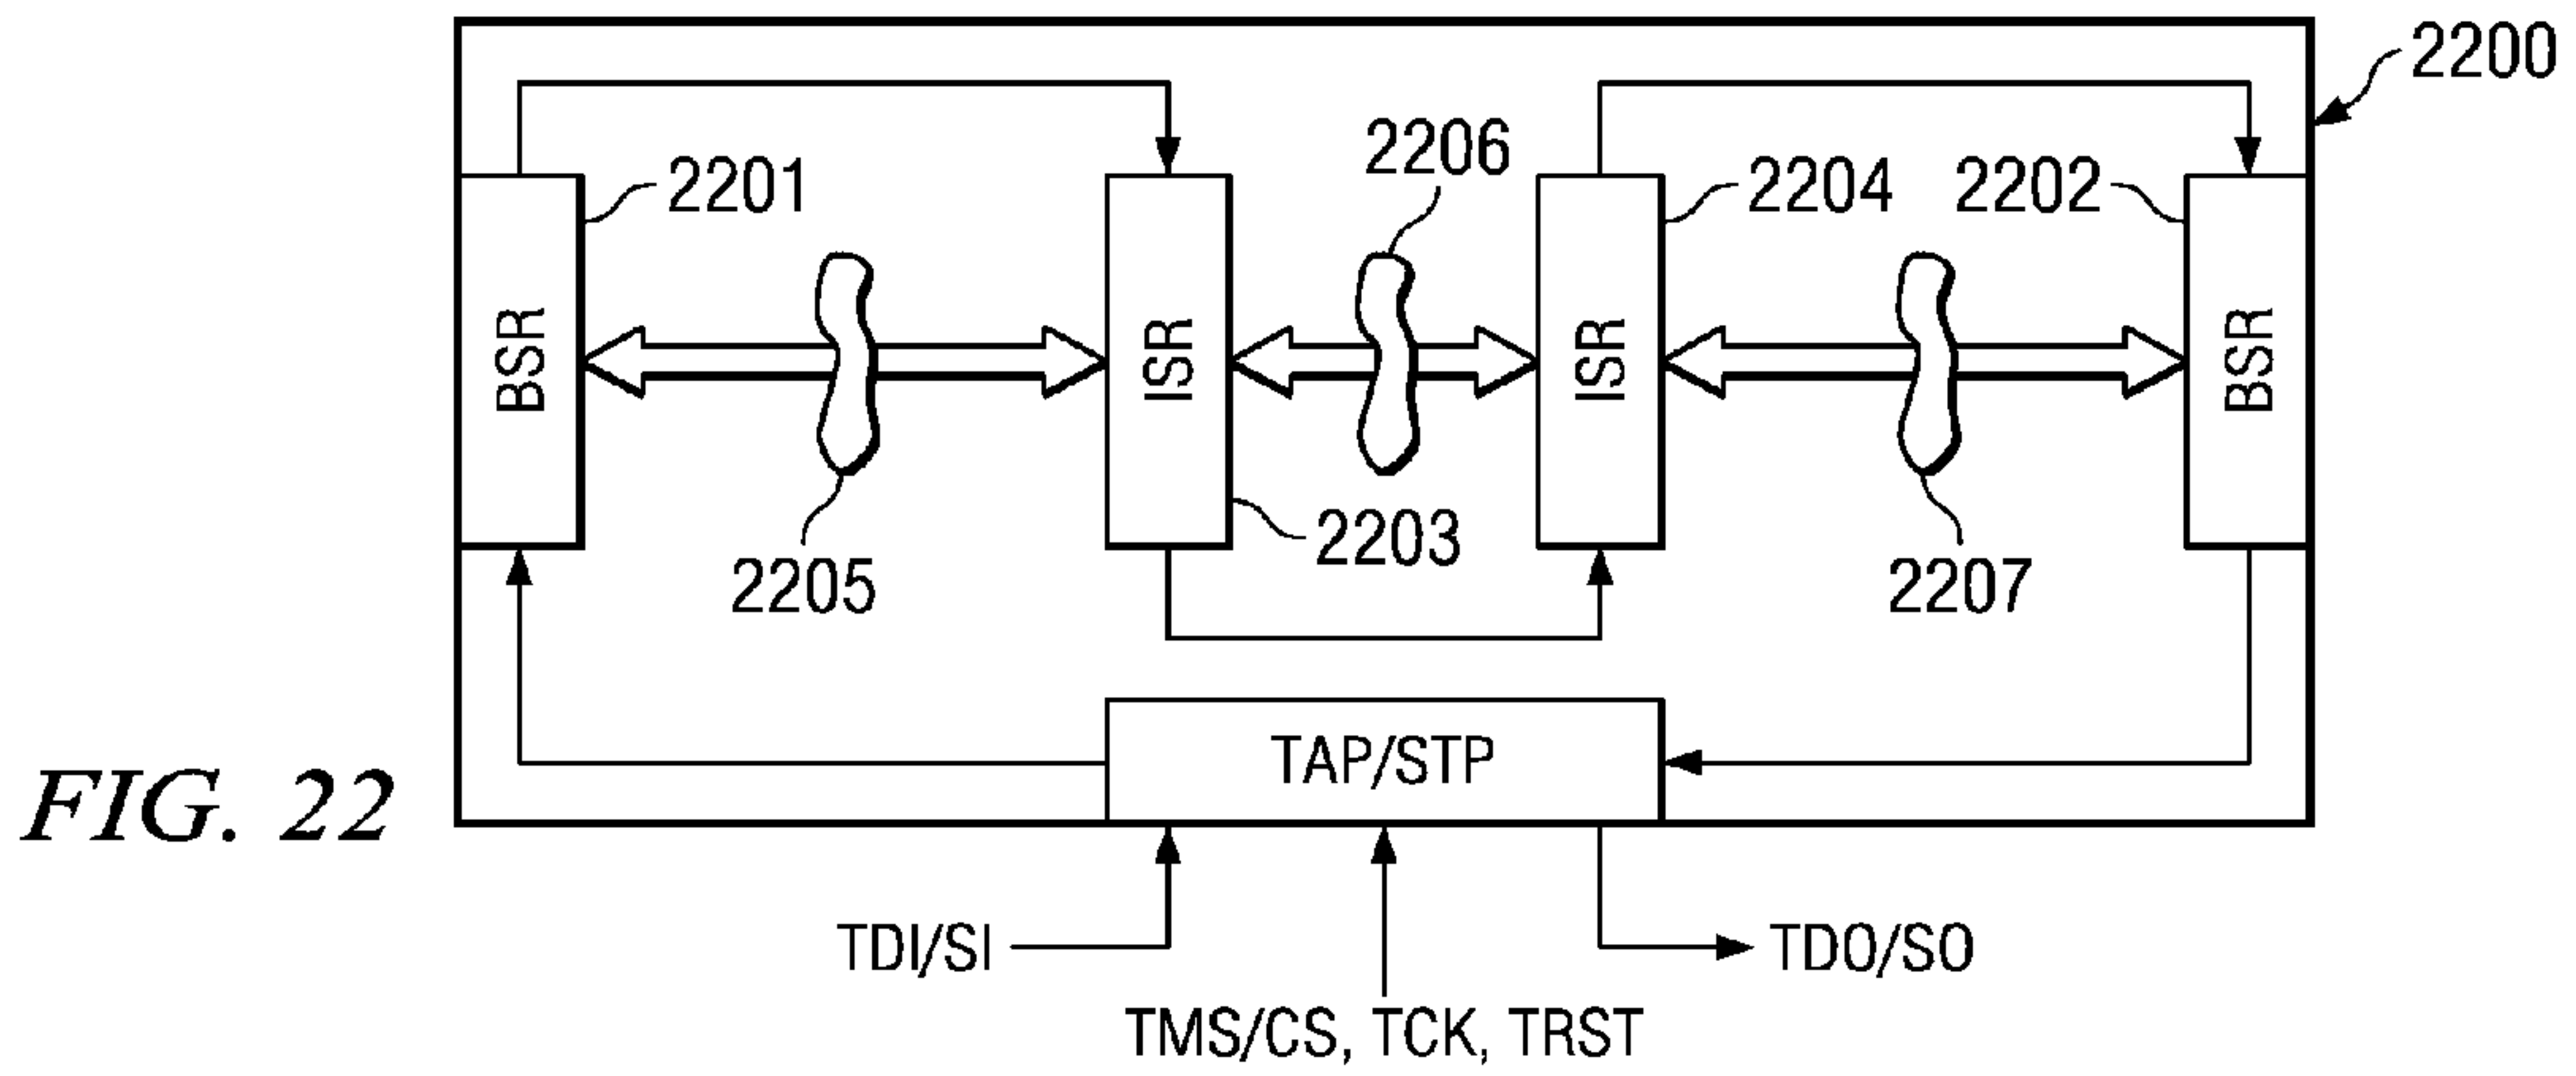 2200
2206
2201
2204
2202
BSR
ISR
ISR
BSR
2203
2205
2207
TAP/STP
FIG. 22
TDI/SI
TDO/SO
TMS/CS, TCK, TRST